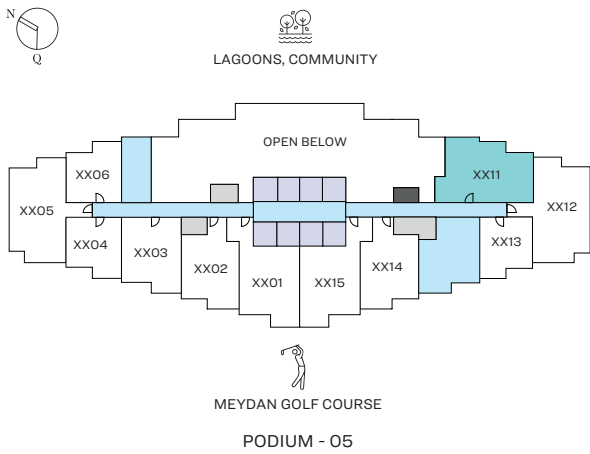 N
Q
LAGOONS, COMMUNITY
OPEN BELOW
XX06
XX11
XX05
XX12
XX04
XX03
XX13
XX02
XX14
XX01
XX15
MEYDAN GOLF COURSE
PODIUM - 05